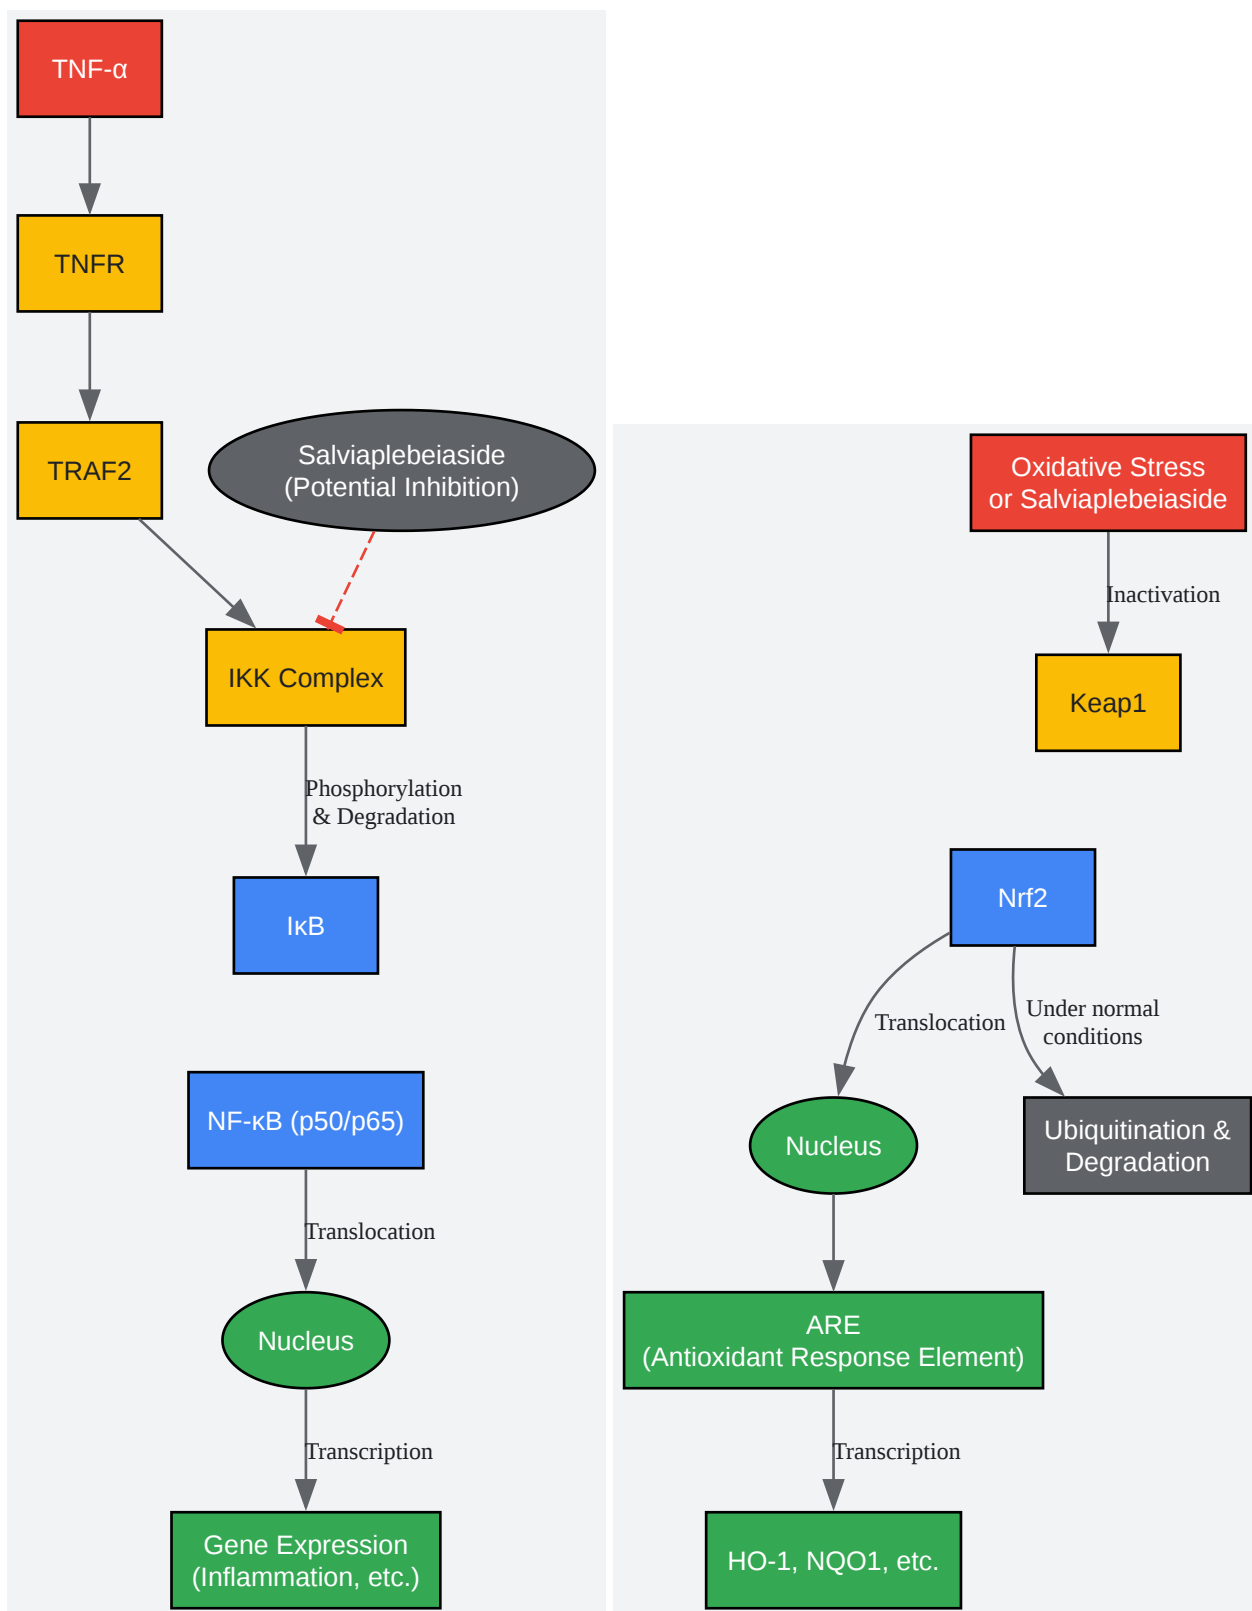 TNF-α
TNFR
TRAF2
Salviaplebeiaside
(Potential Inhibition)
IKK Complex
Phosphorylation
& Degradation
IκB
NF-κB (p50/p65)
Translocation
Nucleus
Transcription
Gene Expression
(Inflammation, etc.)
Oxidative Stress
or Salviaplebeiaside
Inactivation
Keap1
Nrf2
Translocation
Under normal
conditions
Nucleus
Ubiquitination &
Degradation
ARE
(Antioxidant Response Element)
Transcription
HO-1, NQO1, etc.